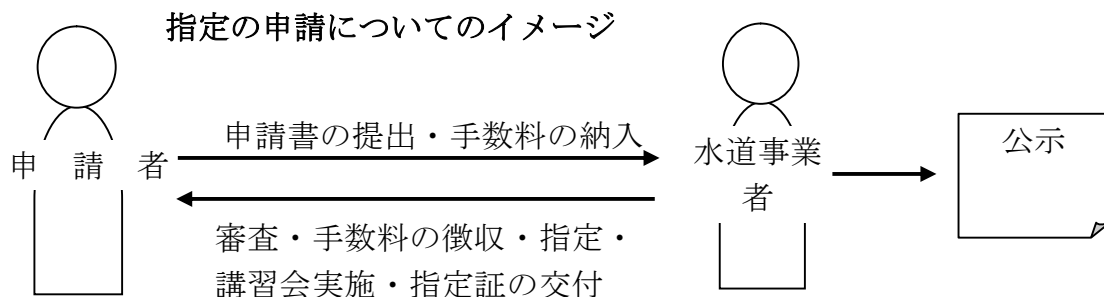 指定の申請についてのイメージ
申請書の提出・手数料の納入
申 請 者
水道事業
者
公示
審査・手数料の徴収・指定・
講習会実施・指定証の交付